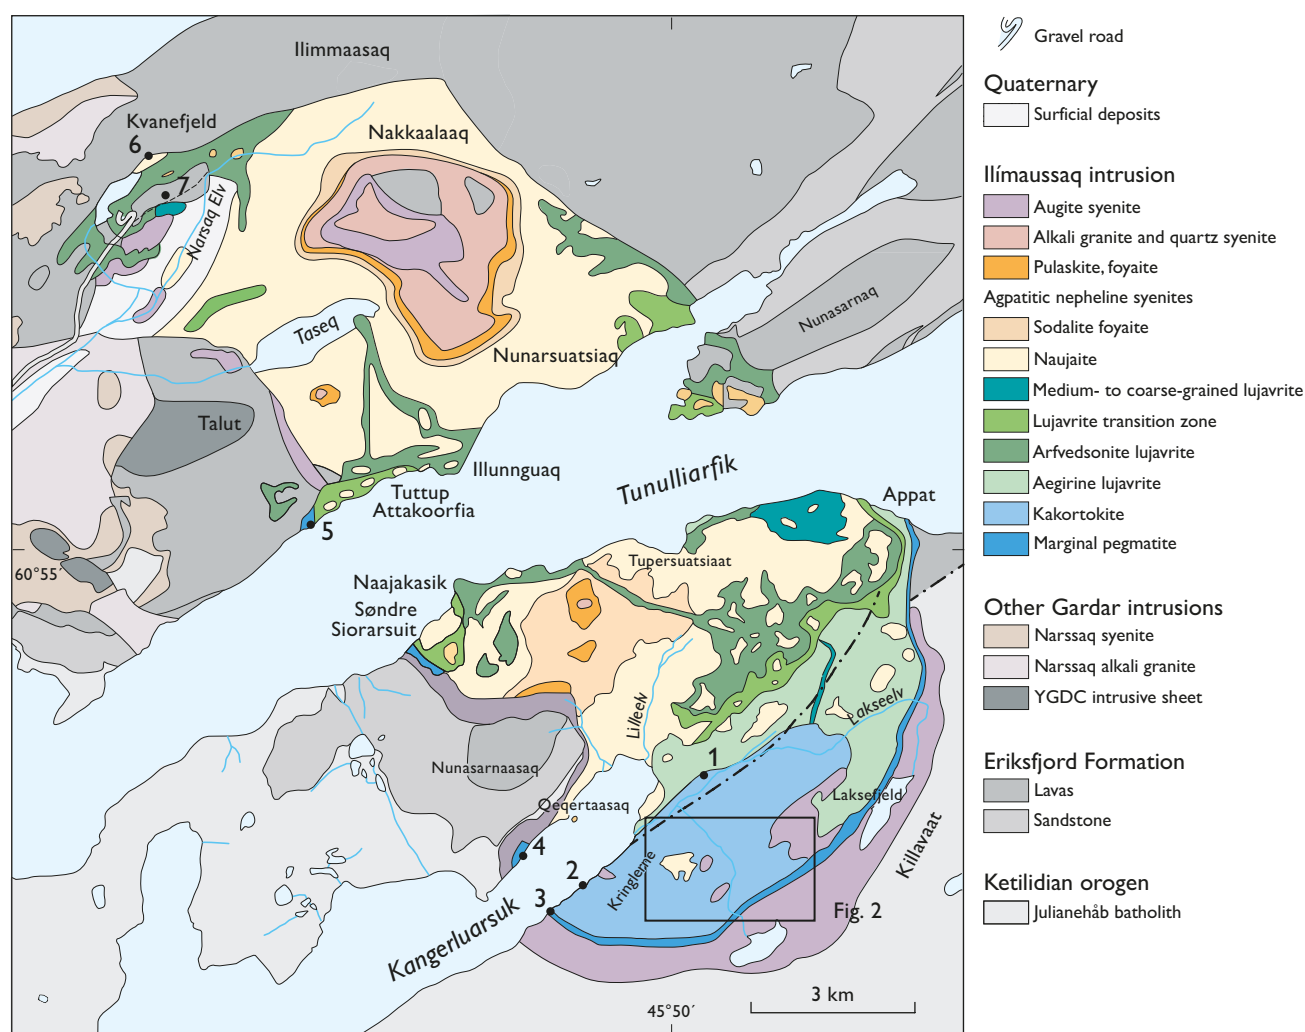 Ilimmaasaq
Kvanefjeld
6
7
Nakkaalaaq
Narsaq Elv
Taseq
Nunarsuatsiaq
Nunasarnaq
Talut
Illunnguaq
Tuttup
Attakoorfia
5
Tunulliarfik
Appat
60°55´
Naajakasik
Søndre
Siorarsuit
Tupersuatsiaat
Lilleelv
Lakseelv
1
Nunasarnaasaq
Qeqertaasaq
Laksefjeld
4
2
3
Kringlerne
Killavaat
Fig. 2
Kangerluarsuk
45°50´
3 km
Gravel road
Quaternary
Surficial deposits
Ilímaussaq intrusion
Augite syenite
Alkali granite and quartz syenite
Pulaskite, foyaite
Agpatitic nepheline syenites
Sodalite foyaite
Naujaite
Medium- to coarse-grained lujavrite
Lujavrite transition zone
Arfvedsonite lujavrite
Aegirine lujavrite
Kakortokite
Marginal pegmatite
Other Gardar intrusions
Narssaq syenite
Narssaq alkali granite
YGDC intrusive sheet
Eriksfjord Formation
Lavas
Sandstone
Ketilidian orogen
Julianehåb batholith